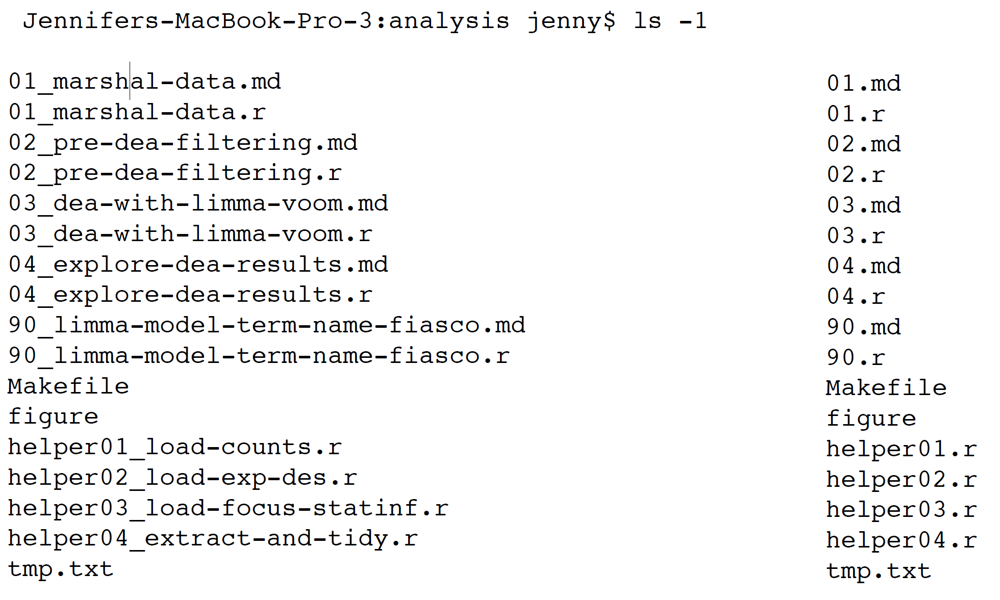 Jennifers-MacBook-Pro-3:analysis jenny$ ls -1
01_marshal-data.md
01_marshal-data.r
02_pre-dea-filtering.md
02_pre-dea-filtering.r
03_dea-with-limma-voom.md
03_dea-with-limma-voom.r
04_explore-dea-results.md
04_explore-dea-results.r
90_limma-model-term-name-fiasco.md
90_limma-model-term-name-fiasco.r
Makefile
figure
helper01_load-counts.r
helper02_load-exp-des.r
helper03_load-focus-statinf.r
helper04_extract-and-tidy.r
tmp.txt
01.md
01.r
02.md
02.r
03.md
03.r
04.md
04.r
90.md
90.r
Makefile
figure
helper01.r
helper02.r
helper03.r
helper04.r
tmp.txt